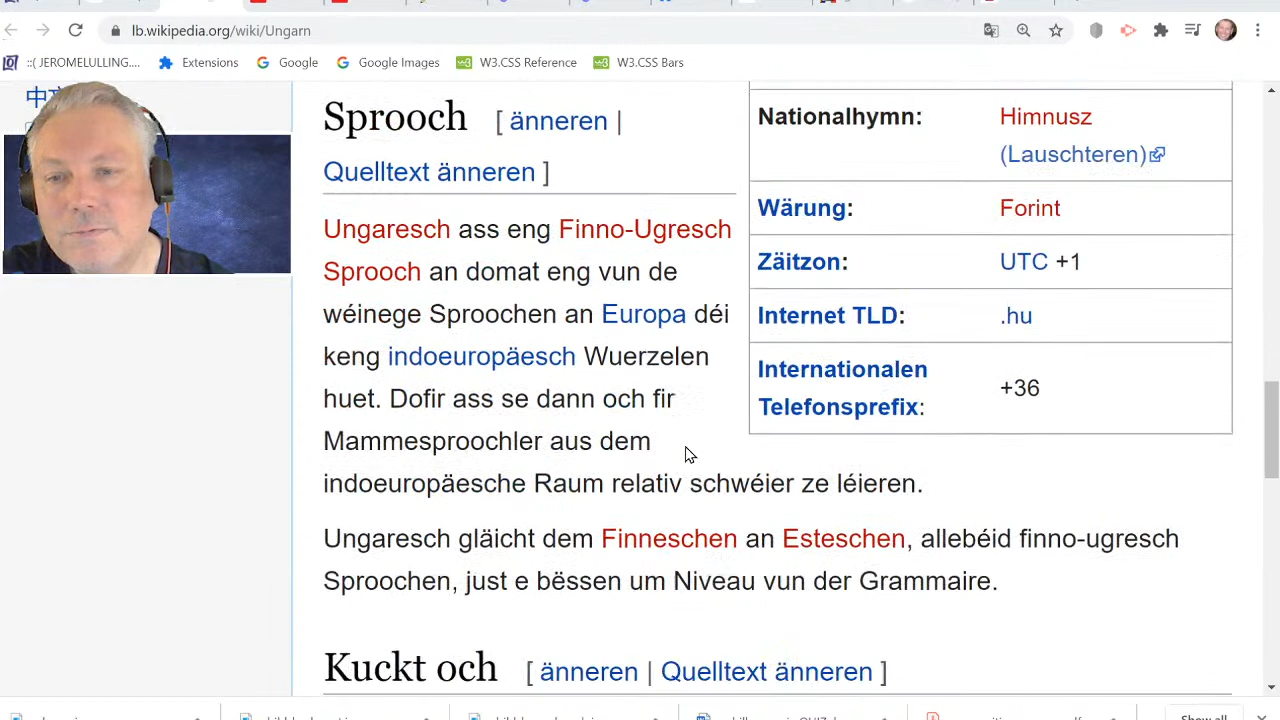 lb.wikipedia.org/wiki/Ungarn
::( JEROMELULLING....
Extensions
Google
Google Images
W3.CSS Reference
W3.CSS Bars
中文
Sprooch [ änneren |
Quelltext änneren ]
Ungaresch ass eng Finno-Ugresch
Sprooch an domat eng vun de
wéinege Sproochen an Europa déi
keng indoeuropäesch Wuerzelen
huet. Dofir ass se dann och fir
Mammesproochler aus dem
indoeuropäesche Raum relativ schwéier ze léieren.
Ungaresch gläicht dem Finneschen an Esteschen, allebéid finno-ugresch
Sproochen, just e bëssen um Niveau vun der Grammaire.
Kuckt och [ änneren | Quelltext änneren ]
Nationalhymn: Himnusz
(Lauschteren)
Wärung: Forint
Zäitzon: UTC +1
Internet TLD: .hu
Internationalen
Telefonsprefix: +36
Show all